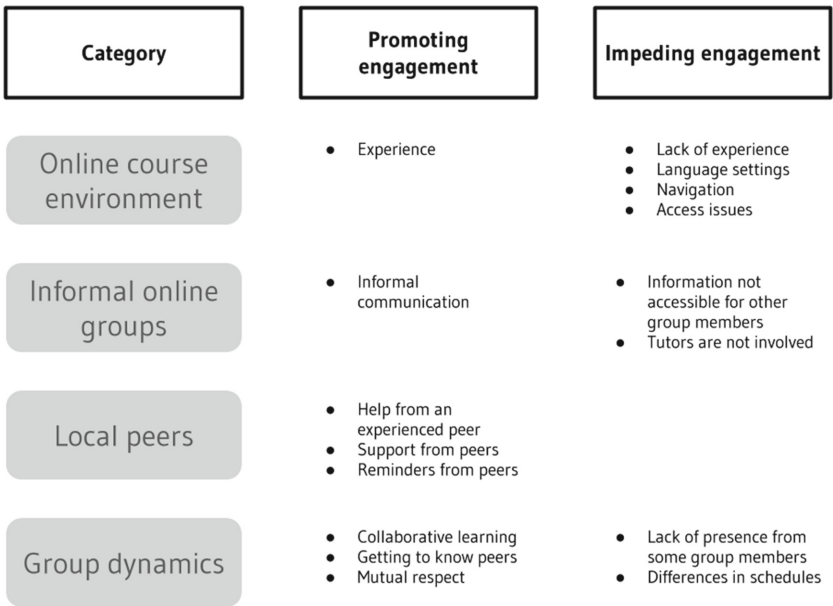 Category
Promoting
engagement
Impeding engagement
Online course
environment
● Experience
● Lack of experience
● Language settings
● Navigation
● Access issues
Informal online
groups
● Informal
communication
● Information not
accessible for other
group members
● Tutors are not involved
Local peers
● Help from an
experienced peer
● Support from peers
● Reminders from peers
Group dynamics
● Collaborative learning
● Getting to know peers
● Mutual respect
● Lack of presence from
some group members
● Differences in schedules